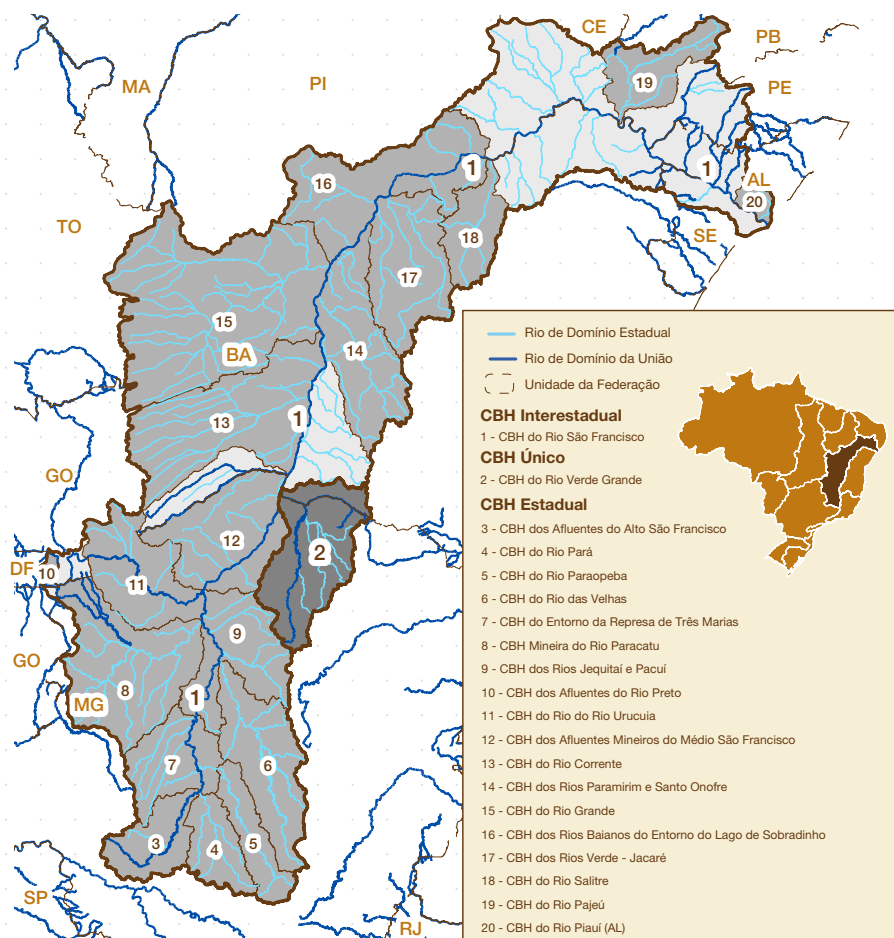 CE
PB
19
MA
PI
PE
1
1
16
AL
20
TO
18
SE
17
15
BA
14
13
1
GO
12
2
DF
10
11
9
GO
8
MG
1
7
6
3
4
5
SP
RJ
Rio de Domínio Estadual
Rio de Domínio da União
Unidade da Federação
CBH Interestadual
1 - CBH do Rio São Francisco
CBH Único
2 - CBH do Rio Verde Grande
CBH Estadual
3 - CBH dos Afluentes do Alto São Francisco
4 - CBH do Rio Pará
5 - CBH do Rio Paraopeba
6 - CBH do Rio das Velhas
7 - CBH do Entorno da Represa de Três Marias
8 - CBH Mineira do Rio Paracatu
9 - CBH dos Rios Jequitaí e Pacuí
10 - CBH dos Afluentes do Rio Preto
11 - CBH do Rio do Rio Urucuia
12 - CBH dos Afluentes Mineiros do Médio São Francisco
13 - CBH do Rio Corrente
14 - CBH dos Rios Paramirim e Santo Onofre
15 - CBH do Rio Grande
16 - CBH dos Rios Baianos do Entorno do Lago de Sobradinho
17 - CBH dos Rios Verde - Jacaré
18 - CBH do Rio Salitre
19 - CBH do Rio Pajeú
20 - CBH do Rio Piauí (AL)